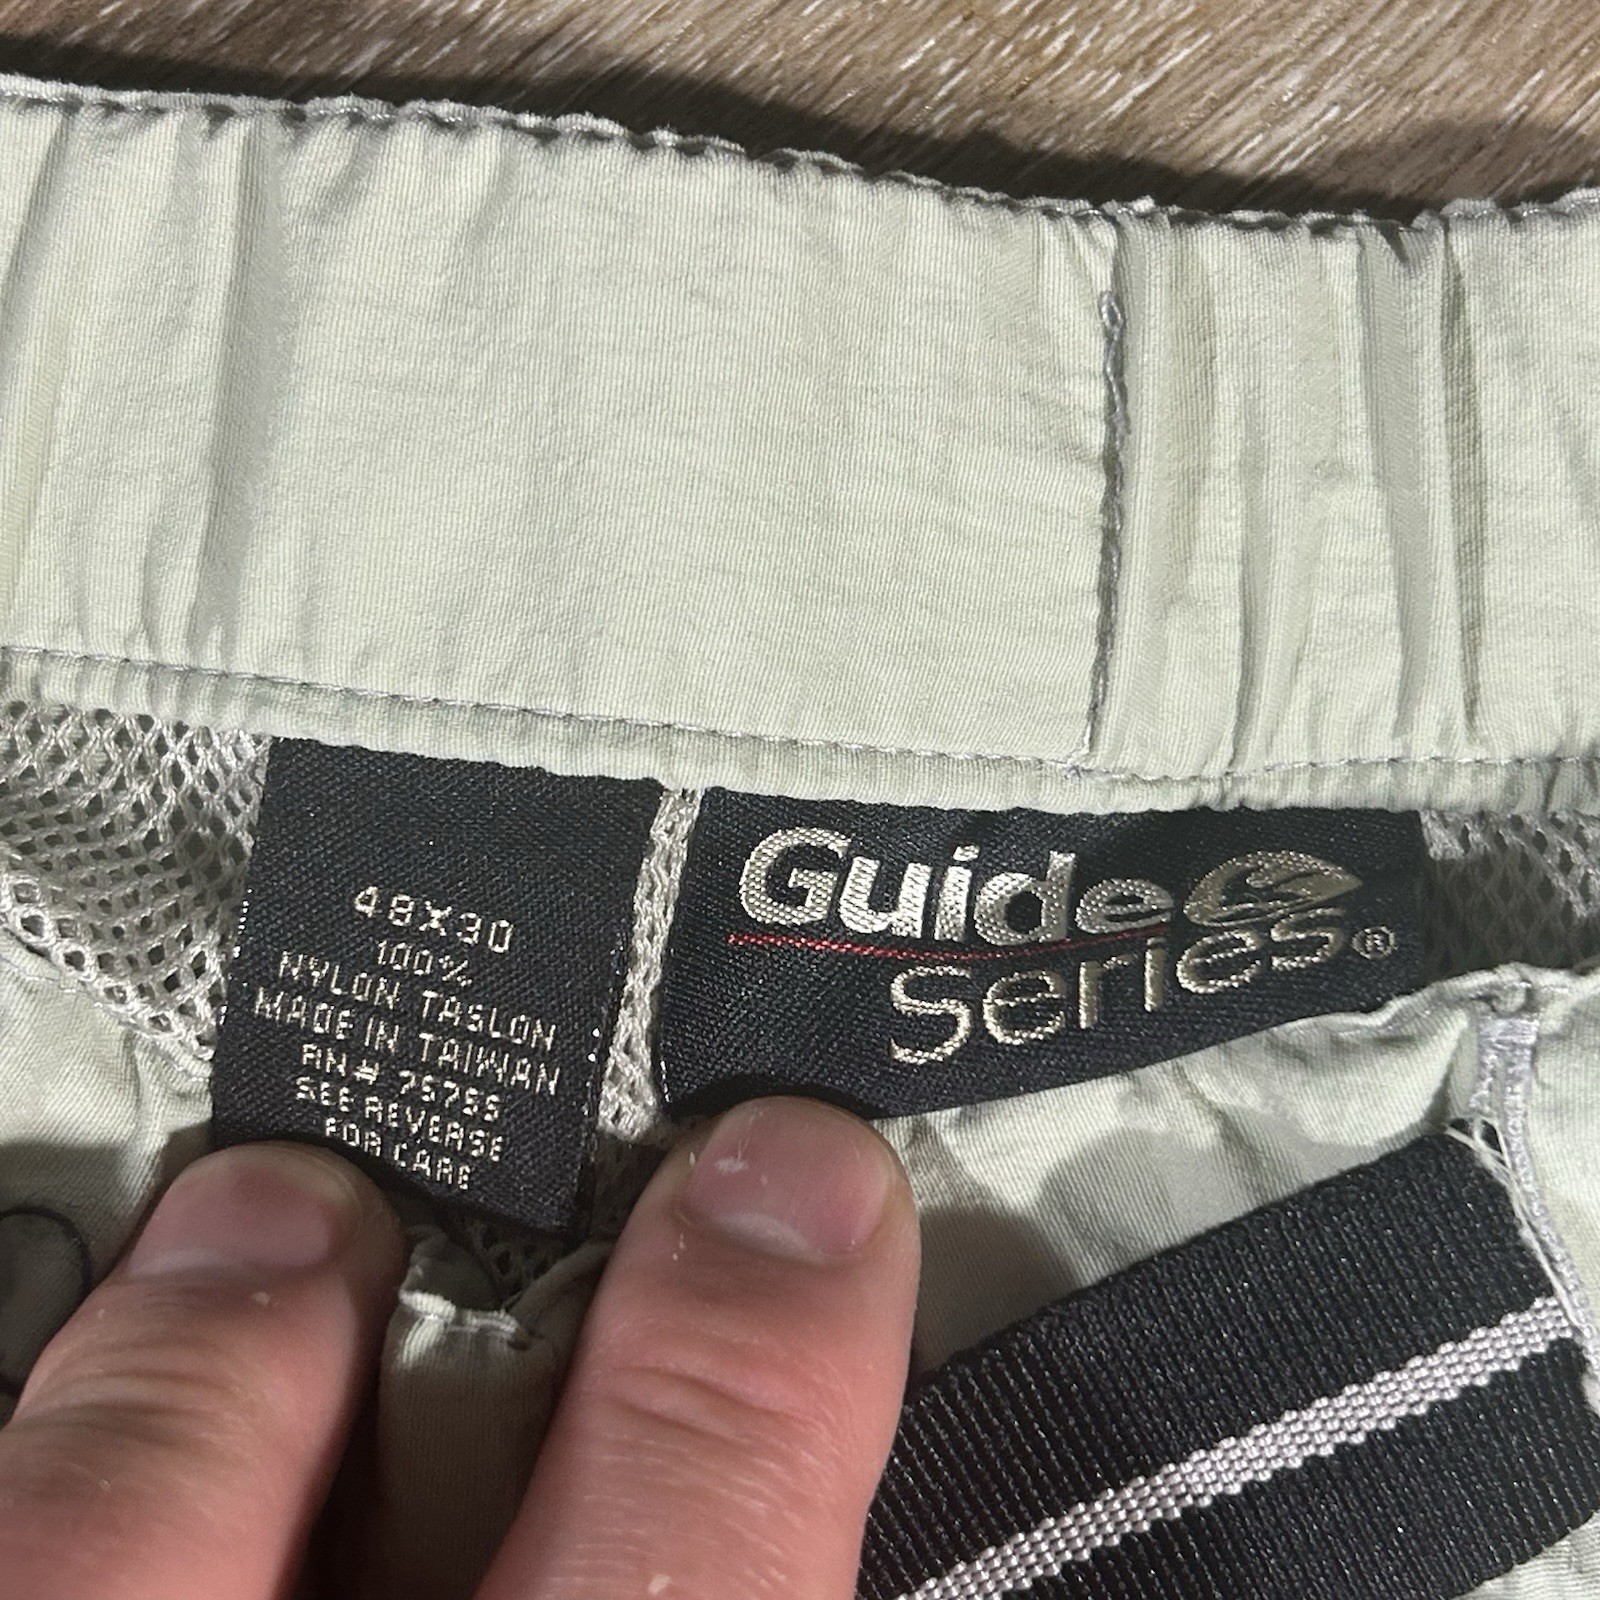 48X30
100%
NYLON TASLON
MADE IN TAIWAN
RN# 75755
SEE REVERSE
FOR CARE
Guide
Series®